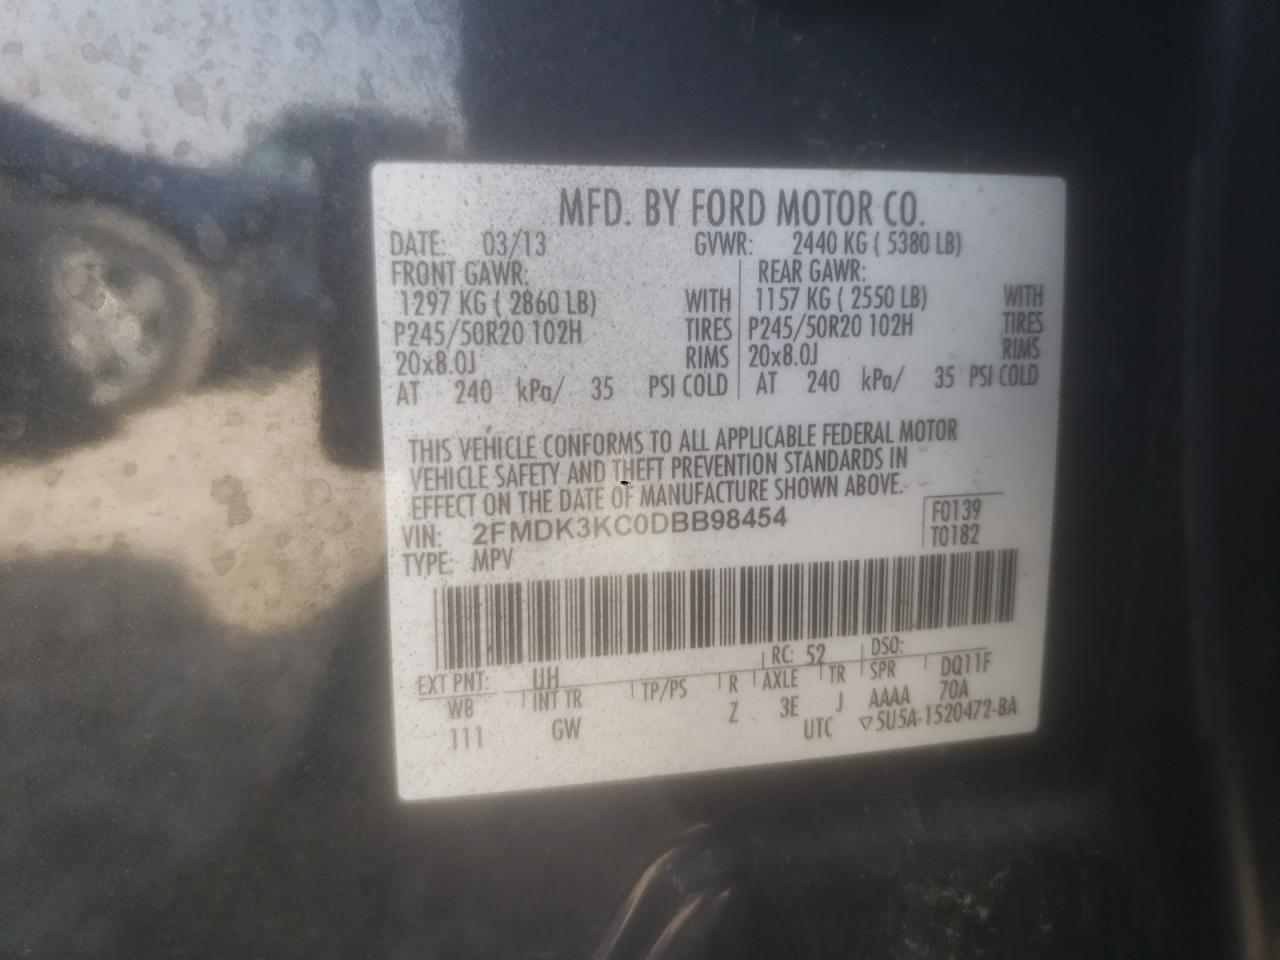 MFD. BY FORD MOTOR CO.
DATE: 03/13 GVWR: 2440 KG ( 5380 LB)
FRONT GAWR: REAR GAWR:
1297 KG ( 2860 LB) WITH 1157 KG ( 2550 LB) WITH
P245/50R20 102H TIRES P245/50R20 102H TIRES
20x8.0J RIMS 20x8.0J RIMS
AT 240 kPa/ 35 PSI COLD AT 240 kPa/ 35 PSI COLD
THIS VEHICLE CONFORMS TO ALL APPLICABLE FEDERAL MOTOR
VEHICLE SAFETY AND THEFT PREVENTION STANDARDS IN
EFFECT ON THE DATE OF MANUFACTURE SHOWN ABOVE.
VIN: 2FMDK3KC0DBB98454 F0139
TYPE: MPV T0182
EXT PNT: UH RC: 52 DSO:
WB INT TR TP/PS R AXLE TR SPR DQ11F
111 GW Z 3E J AAAA 70A
UTC ▽5U5A-1520472-BA